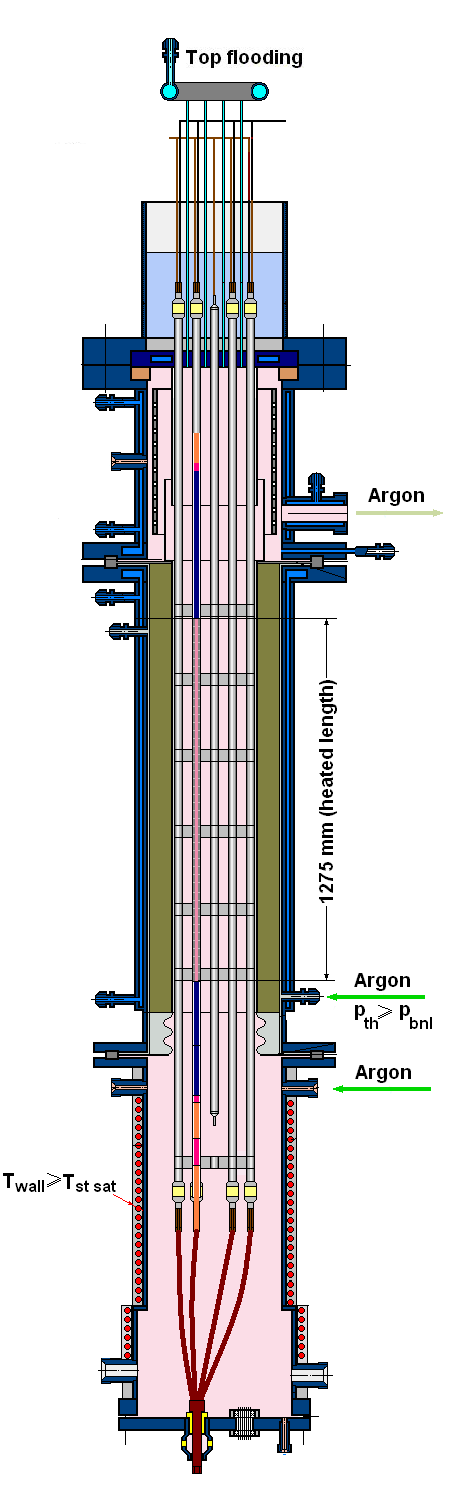 Top flooding
Argon
1275 mm (heated length)
Argon
pth⩾ pbnl
Argon
Twall⩾Tst sat